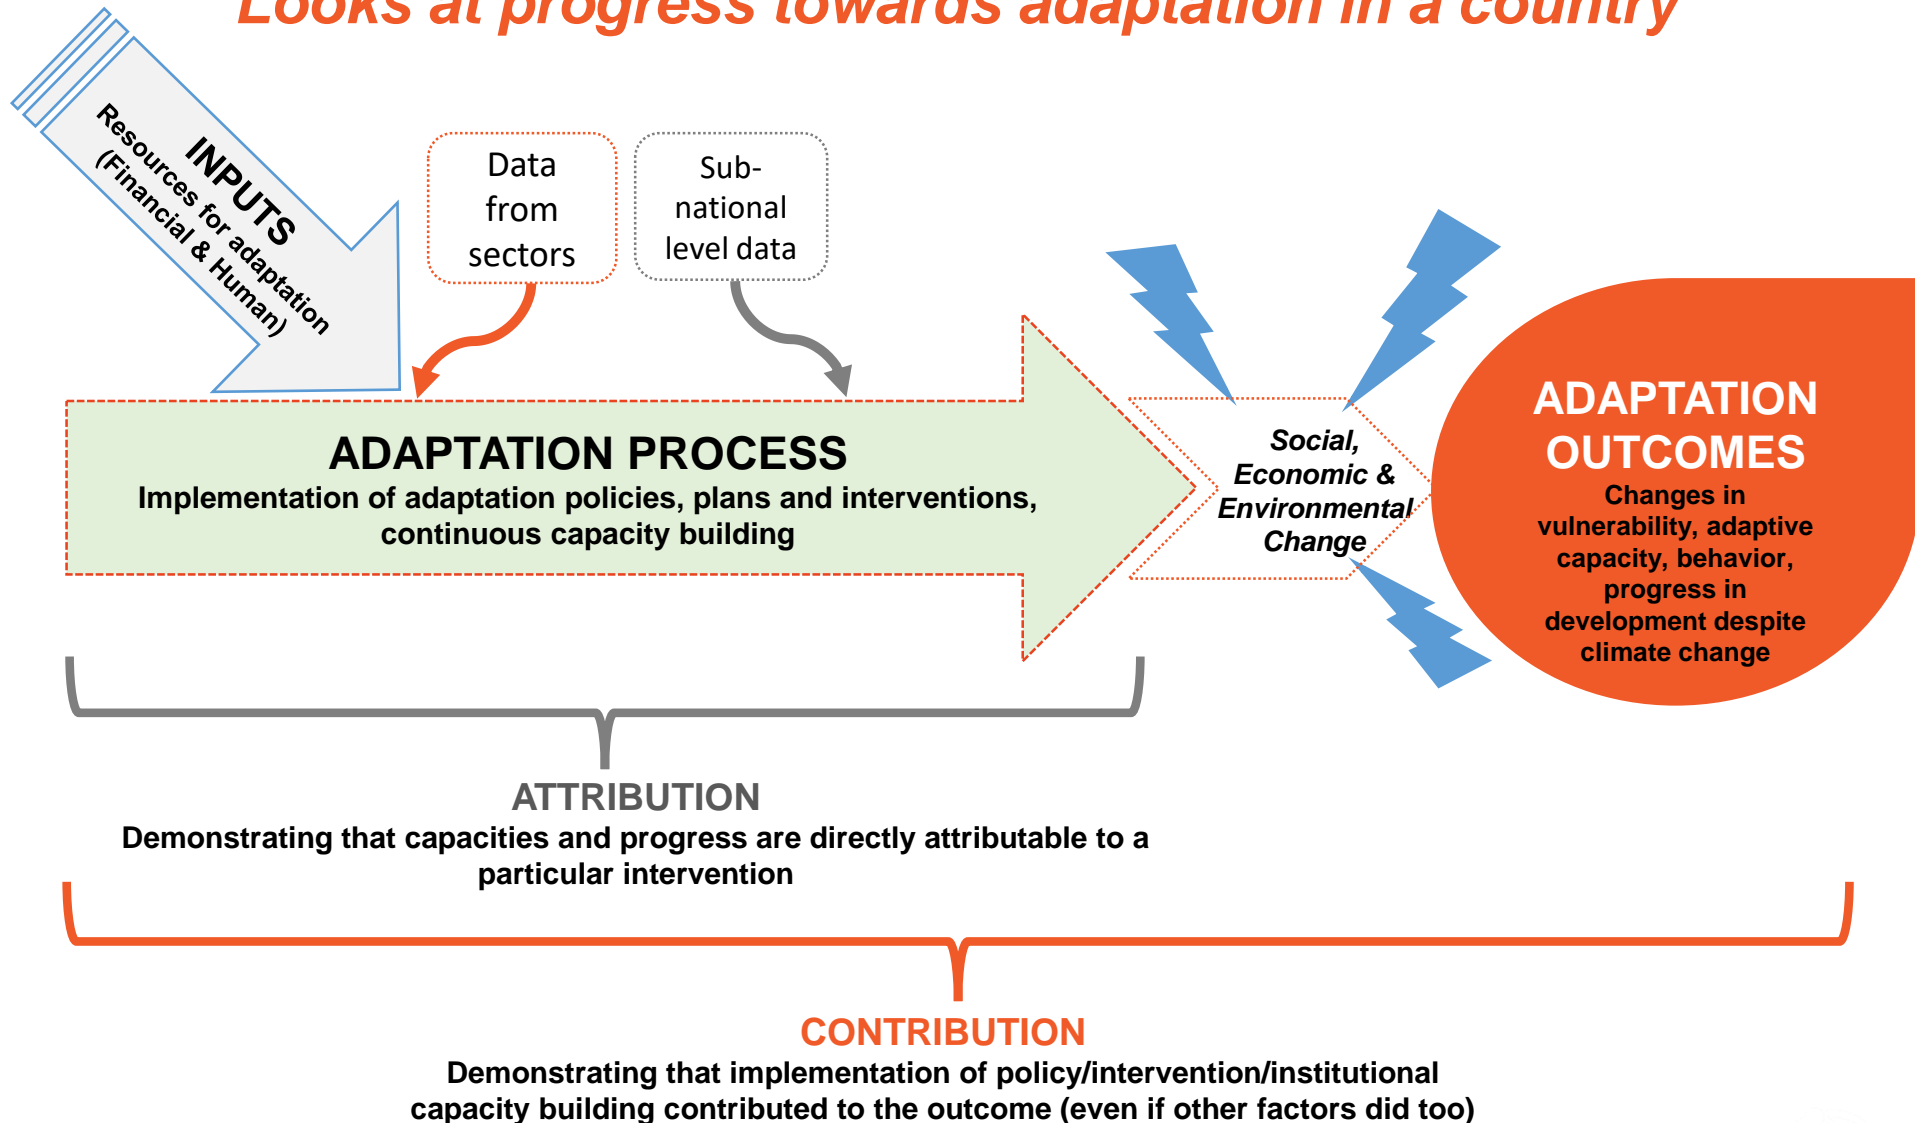 Looks at progress towards adaptation in a country
INPUTS
Resources for adaptation
(Financial & Human)
Data
from
sectors
Sub-
national
level data
ADAPTATION PROCESS
Implementation of adaptation policies, plans and interventions,
continuous capacity building
Social,
Economic &
Environmental
Change
ADAPTATION
OUTCOMES
Changes in
vulnerability, adaptive
capacity, behavior,
progress in
development despite
climate change
ATTRIBUTION
Demonstrating that capacities and progress are directly attributable to a
particular intervention
CONTRIBUTION
Demonstrating that implementation of policy/intervention/institutional
capacity building contributed to the outcome (even if other factors did too)